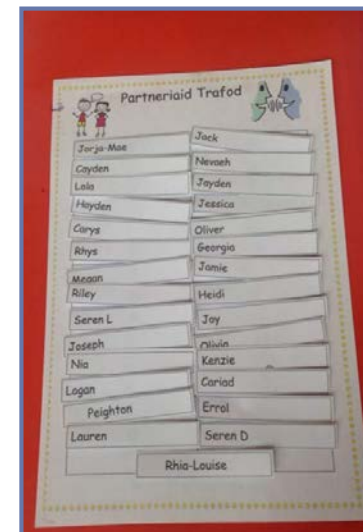 Partneriaid Trafod
Jorja-Mae Jack
Cayden Nevaeh
Lola Jayden
Hayden Jessica
Carys Oliver
Rhys Georgia
Megan Jamie
Riley Heidi
Seren L Jay
Joseph Olivia
Nia Kenzie
Logan Cariad
Peighton Errol
Lauren Seren D
Rhia-Louise